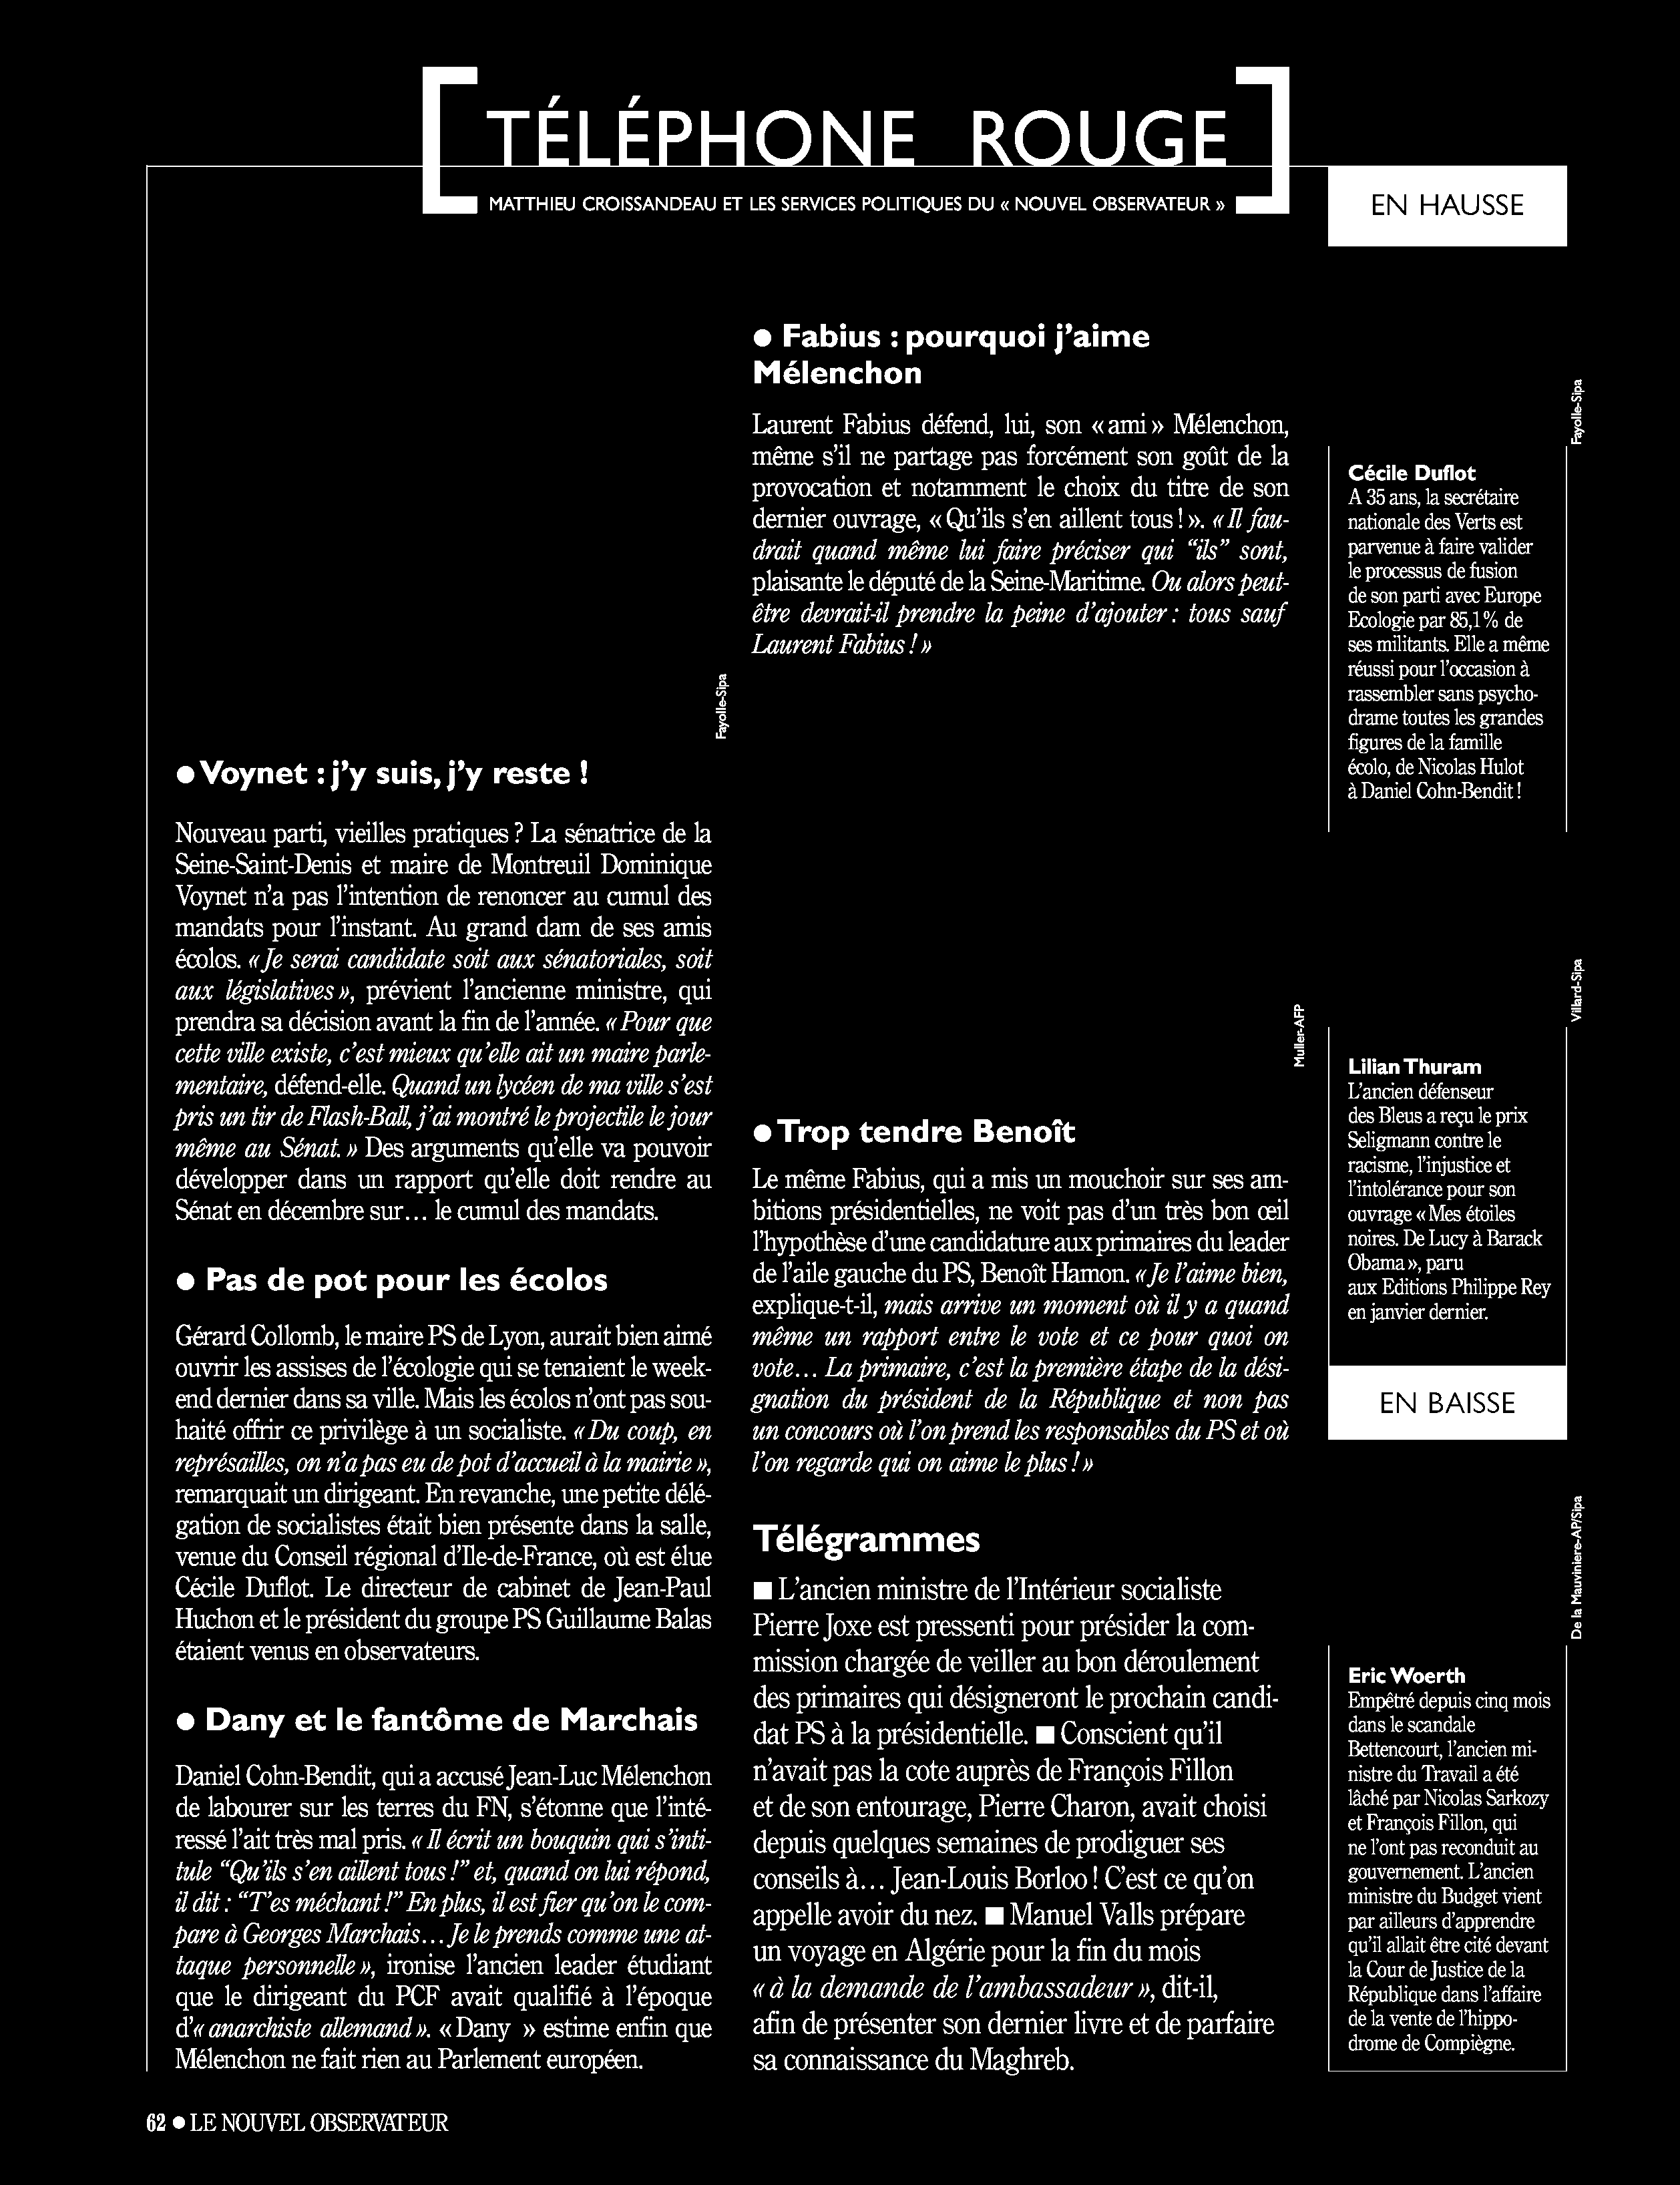 TÉLÉPHONE ROUGE
MATTHIEU CROISSANDEAU ET LES SERVICES POLITIQUES DU « NOUVEL OBSERVATEUR »
Fayolle-Sipa
● Voynet : j’y suis, j’y reste !
Nouveau parti, vieilles pratiques ? La sénatrice de la
Seine-Saint-Denis et maire de Montreuil Dominique
Voynet n’a pas l’intention de renoncer au cumul des
mandats pour l’instant. Au grand dam de ses amis
écolos. « Je serai candidate soit aux sénatoriales, soit
aux législatives », prévient l’ancienne ministre, qui
prendra sa décision avant la fin de l’année. « Pour que
cette ville existe, c’est mieux qu’elle ait un maire parle-
mentaire, défend-elle. Quand un lycéen de ma ville s’est
pris un tir de Flash-Ball, j’ai montré le projectile le jour
même au Sénat. » Des arguments qu’elle va pouvoir
développer dans un rapport qu’elle doit rendre au
Sénat en décembre sur… le cumul des mandats.
● Pas de pot pour les écolos
Gérard Collomb, le maire PS de Lyon, aurait bien aimé
ouvrir les assises de l’écologie qui se tenaient le week-
end dernier dans sa ville. Mais les écolos n’ont pas sou-
haité offrir ce privilège à un socialiste. « Du coup, en
représailles, on n’a pas eu de pot d’accueil à la mairie »,
remarquait un dirigeant. En revanche, une petite délé-
gation de socialistes était bien présente dans la salle,
venue du Conseil régional d’Ile-de-France, où est élue
Cécile Duflot. Le directeur de cabinet de Jean-Paul
Huchon et le président du groupe PS Guillaume Balas
étaient venus en observateurs.
● Dany et le fantôme de Marchais
Daniel Cohn-Bendit, qui a accusé Jean-Luc Mélenchon
de labourer sur les terres du FN, s’étonne que l’inté-
ressé l’ait très mal pris. « Il écrit un bouquin qui s’inti-
tule “Qu’ils s’en aillent tous !” et, quand on lui répond,
il dit : “T’es méchant !” En plus, il est fier qu’on le com-
pare à Georges Marchais… Je le prends comme une at-
taque personnelle », ironise l’ancien leader étudiant
que le dirigeant du PCF avait qualifié à l’époque
d’« anarchiste allemand ». « Dany » estime enfin que
Mélenchon ne fait rien au Parlement européen.
● Fabius : pourquoi j’aime
Mélenchon
Laurent Fabius défend, lui, son « ami » Mélenchon,
même s’il ne partage pas forcément son goût de la
provocation et notamment le choix du titre de son
dernier ouvrage, « Qu’ils s’en aillent tous ! ». « Il fau-
drait quand même lui faire préciser qui “ils” sont,
plaisante le député de la Seine-Maritime. Ou alors peut-
être devrait-il prendre la peine d’ajouter : tous sauf
Laurent Fabius ! »
Muller-AFP
● Trop tendre Benoît
Le même Fabius, qui a mis un mouchoir sur ses am-
bitions présidentielles, ne voit pas d’un très bon œil
l’hypothèse d’une candidature aux primaires du leader
de l’aile gauche du PS, Benoît Hamon. « Je l’aime bien,
explique-t-il, mais arrive un moment où il y a quand
même un rapport entre le vote et ce pour quoi on
vote… La primaire, c’est la première étape de la dési-
gnation du président de la République et non pas
un concours où l’on prend les responsables du PS et où
l’on regarde qui on aime le plus ! »
Télégrammes
■ L’ancien ministre de l’Intérieur socialiste
Pierre Joxe est pressenti pour présider la com-
mission chargée de veiller au bon déroulement
des primaires qui désigneront le prochain candi-
dat PS à la présidentielle. ■ Conscient qu’il
n’avait pas la cote auprès de François Fillon
et de son entourage, Pierre Charon, avait choisi
depuis quelques semaines de prodiguer ses
conseils à… Jean-Louis Borloo ! C’est ce qu’on
appelle avoir du nez. ■ Manuel Valls prépare
un voyage en Algérie pour la fin du mois
« à la demande de l’ambassadeur », dit-il,
afin de présenter son dernier livre et de parfaire
sa connaissance du Maghreb.
EN HAUSSE
Fayolle-Sipa
Cécile Duflot
A 35 ans, la secrétaire
nationale des Verts est
parvenue à faire valider
le processus de fusion
de son parti avec Europe
Ecologie par 85,1 % de
ses militants. Elle a même
réussi pour l’occasion à
rassembler sans psycho-
drame toutes les grandes
figures de la famille
écolo, de Nicolas Hulot
à Daniel Cohn-Bendit !
Villard-Sipa
Lilian Thuram
L’ancien défenseur
des Bleus a reçu le prix
Seligmann contre le
racisme, l’injustice et
l’intolérance pour son
ouvrage « Mes étoiles
noires. De Lucy à Barack
Obama », paru
aux Editions Philippe Rey
en janvier dernier.
EN BAISSE
De la Mauviniere-AP/Sipa
Eric Woerth
Empêtré depuis cinq mois
dans le scandale
Bettencourt, l’ancien mi-
nistre du Travail a été
lâché par Nicolas Sarkozy
et François Fillon, qui
ne l’ont pas reconduit au
gouvernement. L’ancien
ministre du Budget vient
par ailleurs d’apprendre
qu’il allait être cité devant
la Cour de Justice de la
République dans l’affaire
de la vente de l’hippo-
drome de Compiègne.
62 ● LE NOUVEL OBSERVATEUR